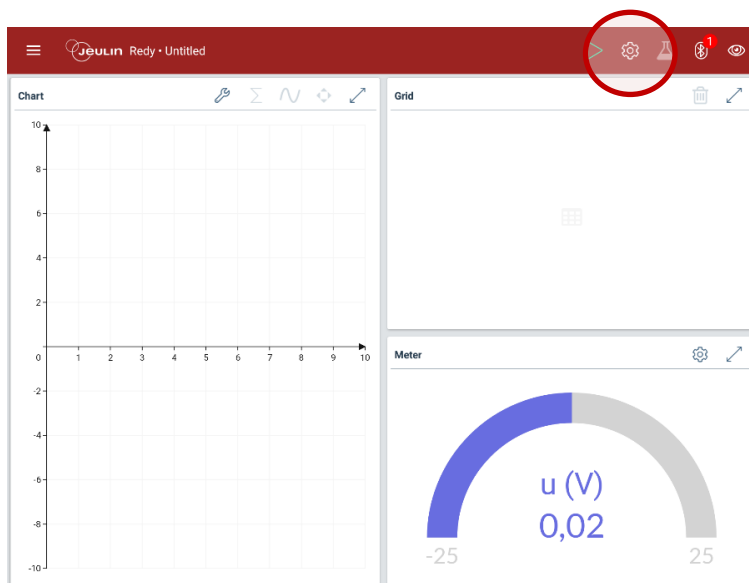 Jeulin Redy • Untitled
1
Chart
10
8
6
4
2
0 1 2 3 4 5 6 7 8 9 10
-2
-4
-6
-8
-10
Grid
Meter
u (V)
0,02
-25 25